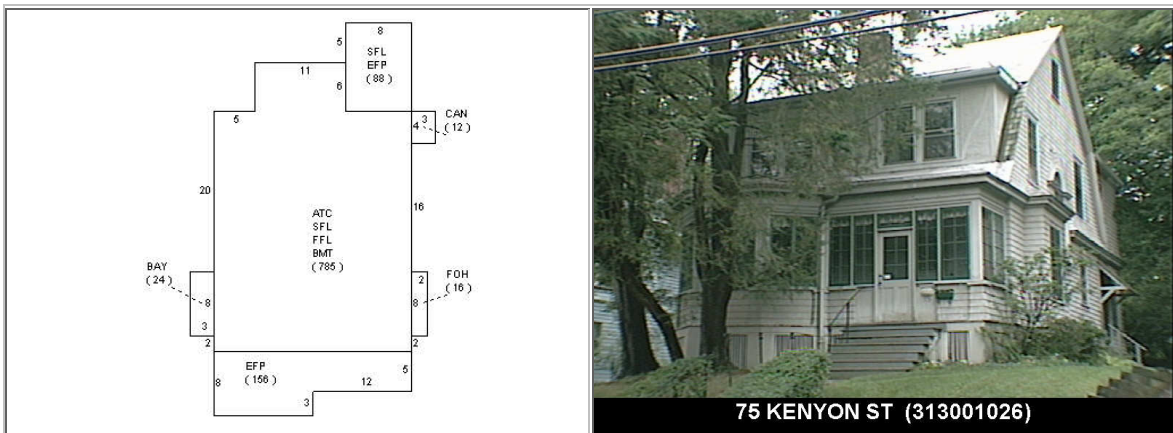 8
5
SFL
EFP
( 88 )
11
6
5
3
CAN
4
( 12 )
20
16
ATC
SFL
FFL
BMT
( 785 )
BAY
( 24 )
FOH
( 16 )
2
8
8
3
2
2
EFP
( 156 )
5
8
12
3
75 KENYON ST (313001026)